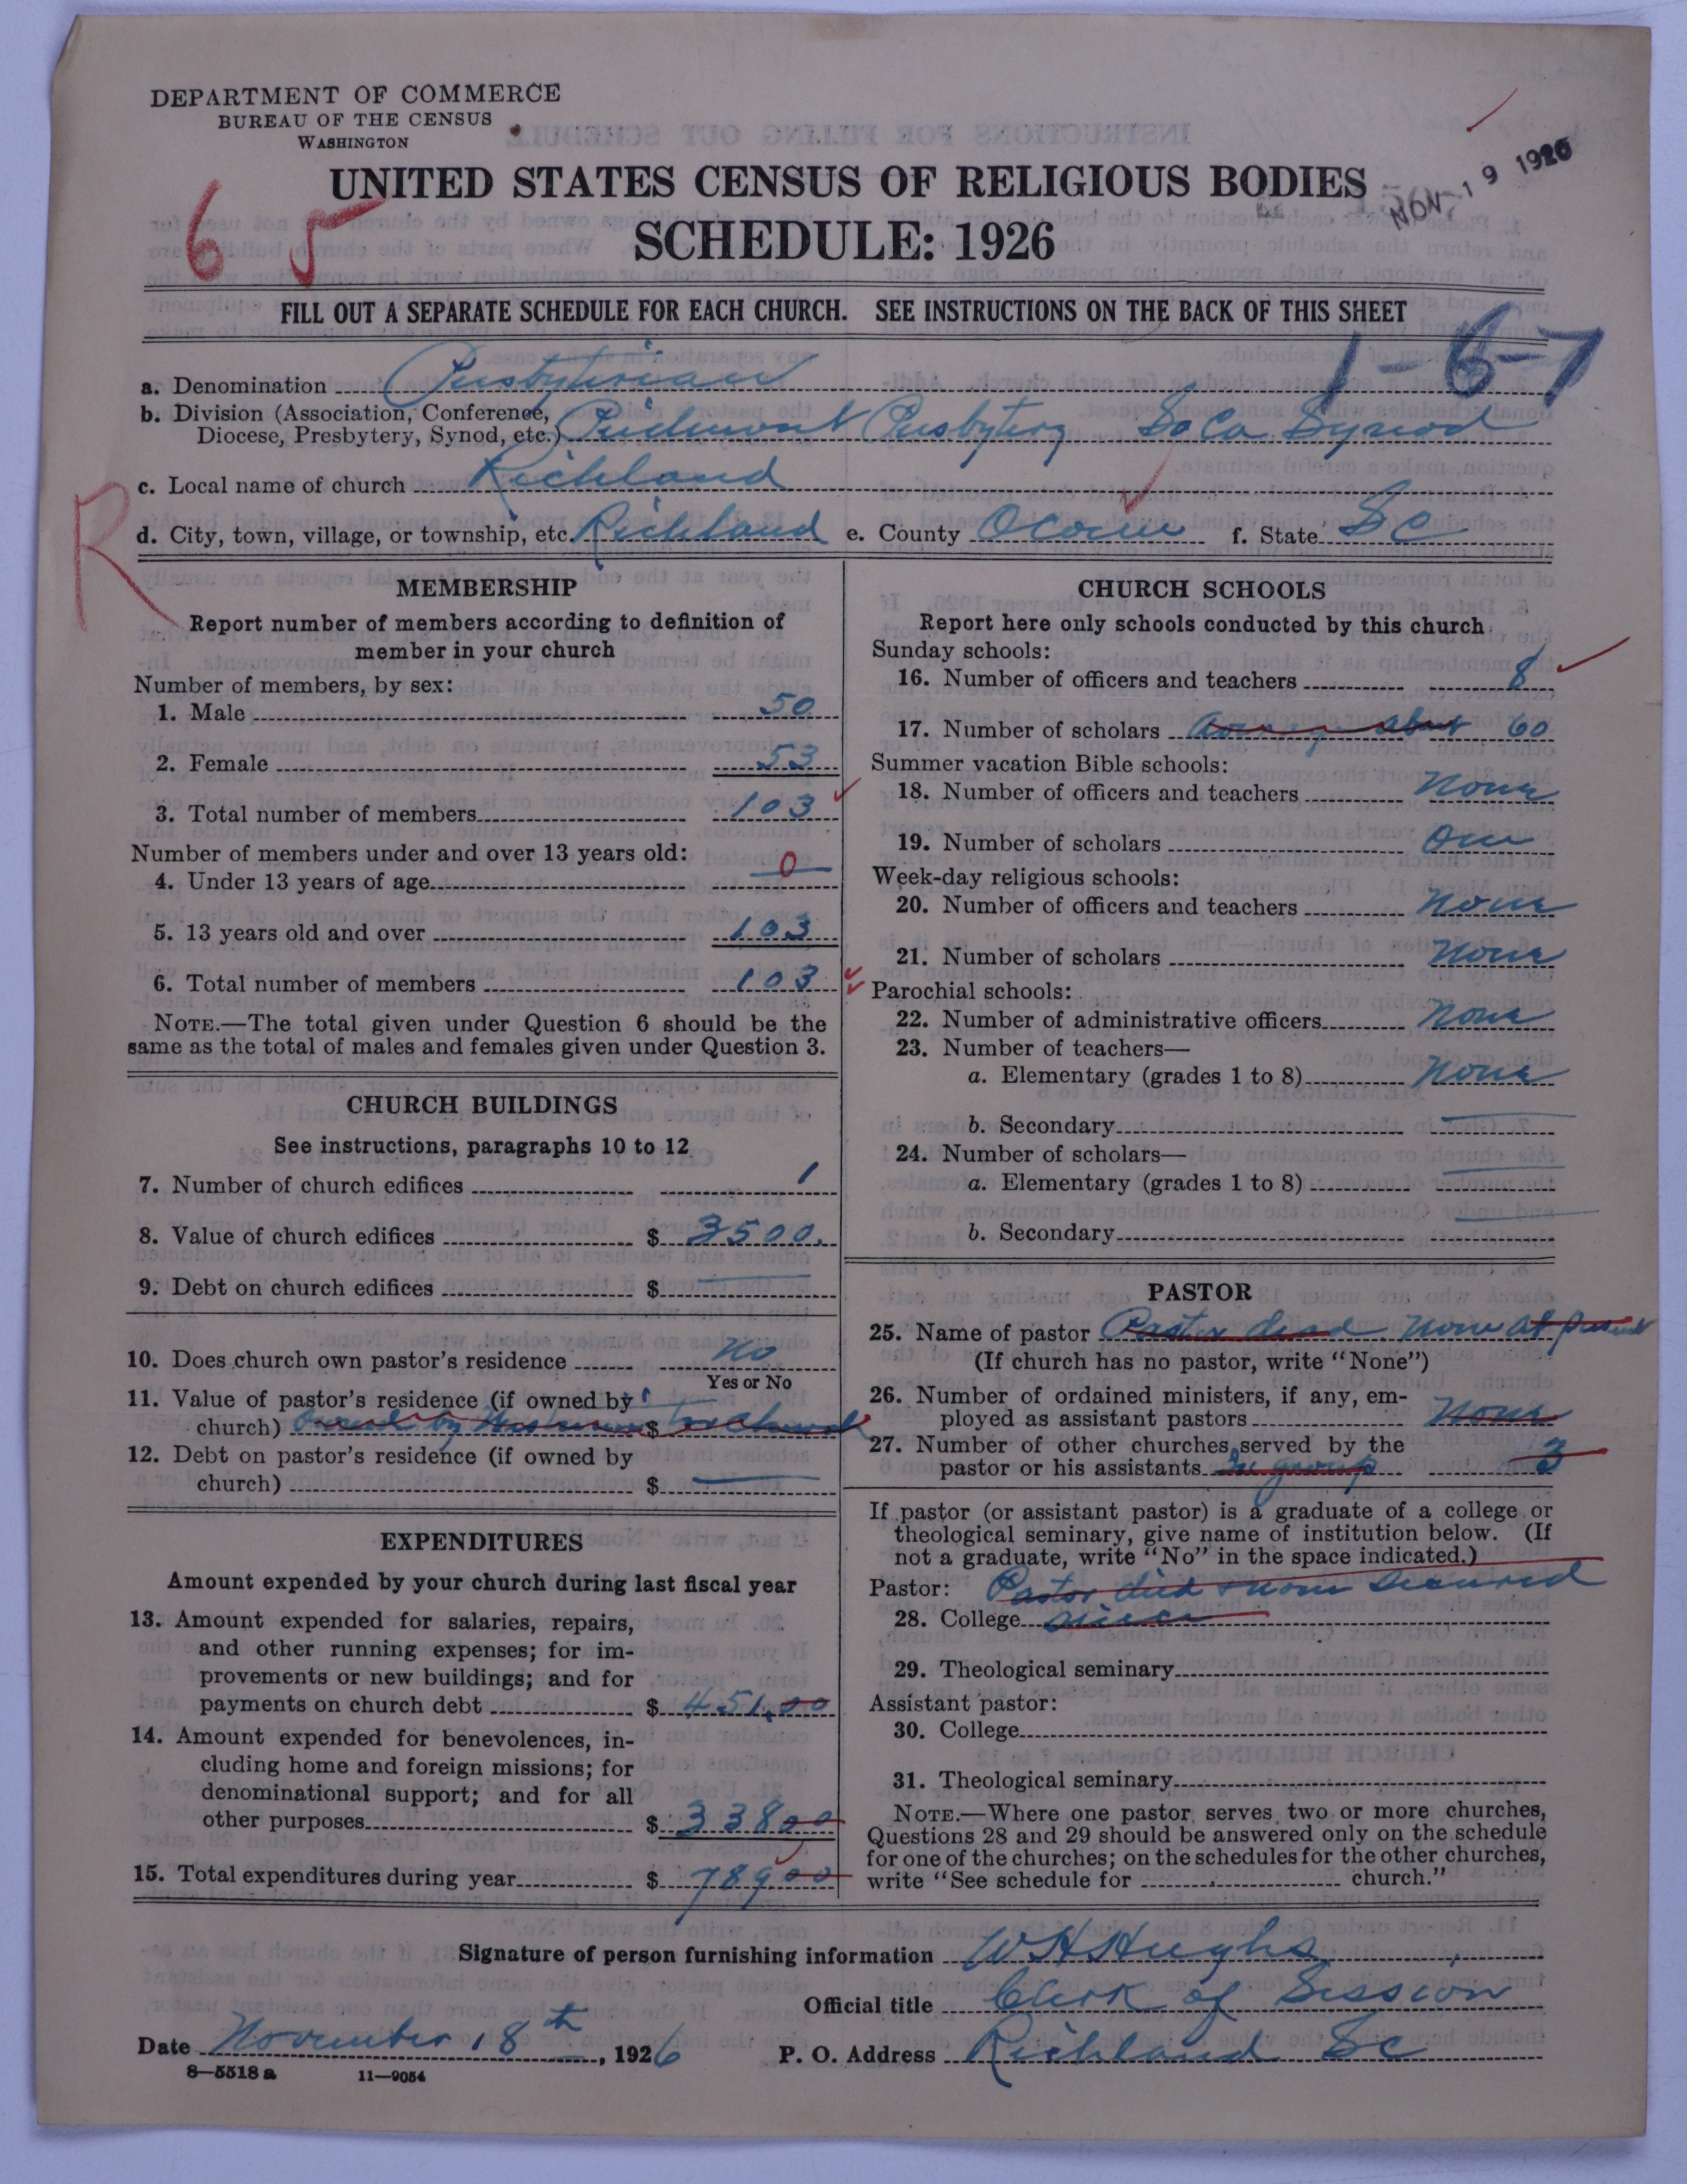 DEPARTMENT OF COMMERCE
BUREAU OF THE CENSUS
WASHINGTON
UNITED STATES CENSUS OF RELIGIOUS BODIES
NOV 19 1926
6 5
SCHEDULE: 1926
FILL OUT A SEPARATE SCHEDULE FOR EACH CHURCH. SEE INSTRUCTIONS ON THE BACK OF THIS SHEET
1-6-7
a. Denomination Presbyterian
b. Division (Association, Conference, Diocese, Presbytery, Synod, etc.) Piedmont Presbytery So Ca Synod
c. Local name of church Richland
R
d. City, town, village, or township, etc. Richland e. County Oconee f. State SC
MEMBERSHIP
Report number of members according to definition of
member in your church
Number of members, by sex:
1. Male 50
2. Female 53
3. Total number of members 103
Number of members under and over 13 years old:
4. Under 13 years of age 0
5. 13 years old and over 103
6. Total number of members 103
NOTE.—The total given under Question 6 should be the
same as the total of males and females given under Question 3.
CHURCH BUILDINGS
See instructions, paragraphs 10 to 12
7. Number of church edifices 1
8. Value of church edifices $ 3500.
9. Debt on church edifices $ —
10. Does church own pastor's residence No
Yes or No
11. Value of pastor's residence (if owned by
church) $
12. Debt on pastor's residence (if owned by
church) $ —
EXPENDITURES
Amount expended by your church during last fiscal year
13. Amount expended for salaries, repairs,
and other running expenses; for im-
provements or new buildings; and for
payments on church debt $ 451.00
14. Amount expended for benevolences, in-
cluding home and foreign missions; for
denominational support; and for all
other purposes $ 338 00
15. Total expenditures during year $ 789 00
CHURCH SCHOOLS
Report here only schools conducted by this church
Sunday schools:
16. Number of officers and teachers 8
17. Number of scholars about 60
Summer vacation Bible schools:
18. Number of officers and teachers None
19. Number of scholars
Week-day religious schools:
20. Number of officers and teachers None
21. Number of scholars None
Parochial schools:
22. Number of administrative officers None
23. Number of teachers—
a. Elementary (grades 1 to 8) None
b. Secondary —
24. Number of scholars—
a. Elementary (grades 1 to 8) —
b. Secondary —
PASTOR
25. Name of pastor Pastor dead None at present
(If church has no pastor, write "None")
26. Number of ordained ministers, if any, em-
ployed as assistant pastors None
27. Number of other churches served by the
pastor or his assistants In group 3
If pastor (or assistant pastor) is a graduate of a college or
theological seminary, give name of institution below. (If
not a graduate, write "No" in the space indicated.)
Pastor: Pastor died & none secured
28. College since
29. Theological seminary
Assistant pastor:
30. College
31. Theological seminary
NOTE.—Where one pastor serves two or more churches,
Questions 28 and 29 should be answered only on the schedule
for one of the churches; on the schedules for the other churches,
write "See schedule for church."
Signature of person furnishing information W H Hughs
Official title Clerk of Session
Date November 18th, 1926 P. O. Address Richland SC
8—5518 a 11—9054